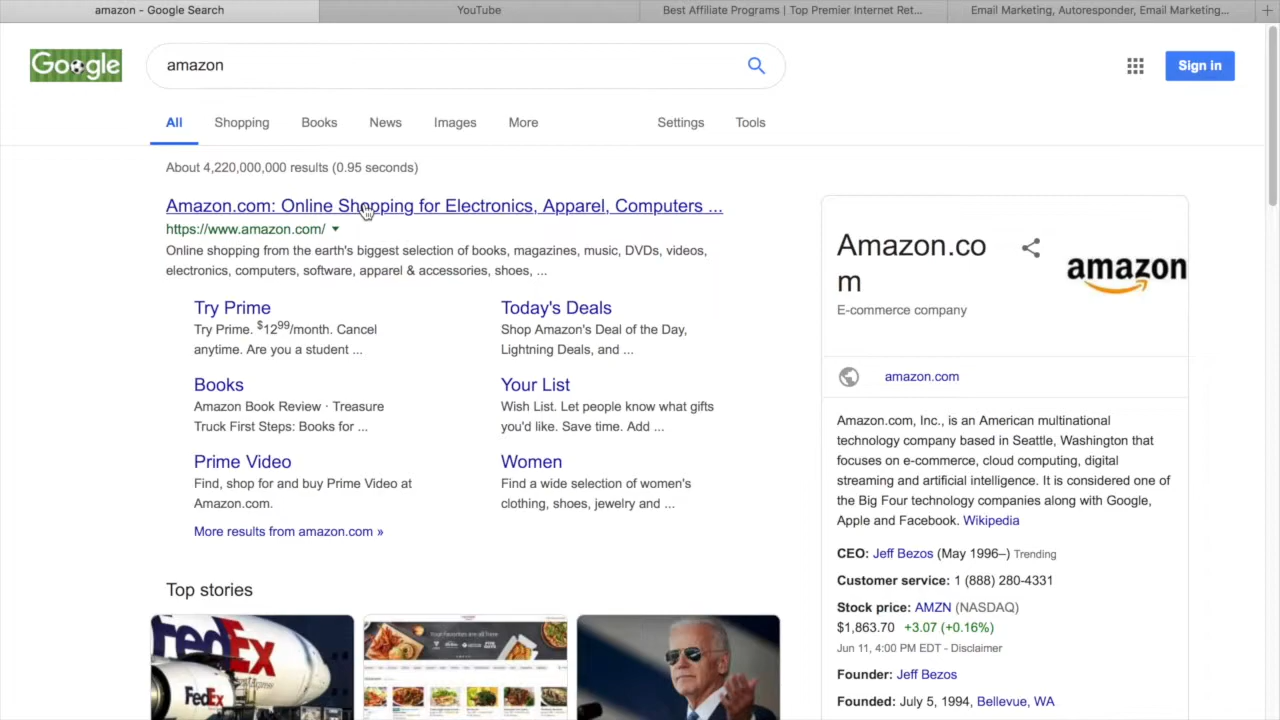 amazon - Google Search
YouTube
Best Affiliate Programs | Top Premier Internet Ret...
Email Marketing, Autoresponder, Email Marketing...
Google
amazon
Sign in
All
Shopping
Books
News
Images
More
Settings
Tools
About 4,220,000,000 results (0.95 seconds)
Amazon.com: Online Shopping for Electronics, Apparel, Computers ...
https://www.amazon.com/
Online shopping from the earth's biggest selection of books, magazines, music, DVDs, videos,
electronics, computers, software, apparel & accessories, shoes, ...
Try Prime
Try Prime. $1299/month. Cancel
anytime. Are you a student ...
Today's Deals
Shop Amazon's Deal of the Day,
Lightning Deals, and ...
Books
Amazon Book Review · Treasure
Truck First Steps: Books for ...
Your List
Wish List. Let people know what gifts
you'd like. Save time. Add ...
Prime Video
Find, shop for and buy Prime Video at
Amazon.com.
Women
Find a wide selection of women's
clothing, shoes, jewelry and ...
More results from amazon.com »
Top stories
FedEx
FedEx
Amazon.co
m
E-commerce company
amazon
amazon.com
Amazon.com, Inc., is an American multinational
technology company based in Seattle, Washington that
focuses on e-commerce, cloud computing, digital
streaming and artificial intelligence. It is considered one of
the Big Four technology companies along with Google,
Apple and Facebook. Wikipedia
CEO: Jeff Bezos (May 1996–) Trending
Customer service: 1 (888) 280-4331
Stock price: AMZN (NASDAQ)
$1,863.70 +3.07 (+0.16%)
Jun 11, 4:00 PM EDT - Disclaimer
Founder: Jeff Bezos
Founded: July 5, 1994, Bellevue, WA